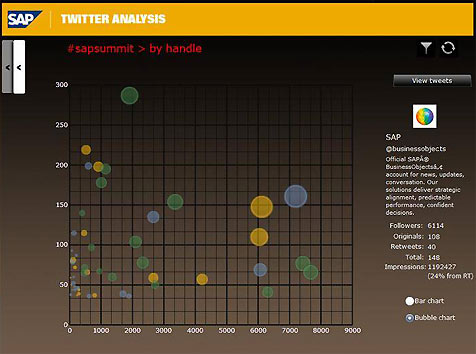 SAP TWITTER ANALYSIS
#sapsummit > by handle
< <
View tweets
300
250
200
150
100
50
0
0 1000 2000 3000 4000 5000 6000 7000 8000 9000
SAP
@businessobjects
Official SAPÂ®
BusinessObjectsâ„¢
account for news, updates,
conversation. Our
solutions deliver strategic
alignment, predictable
performance, confident
decisions.
Followers: 6114
Originals: 108
Retweets: 40
Total: 148
Impressions: 1192427
(24% from RT)
Bar chart
Bubble chart